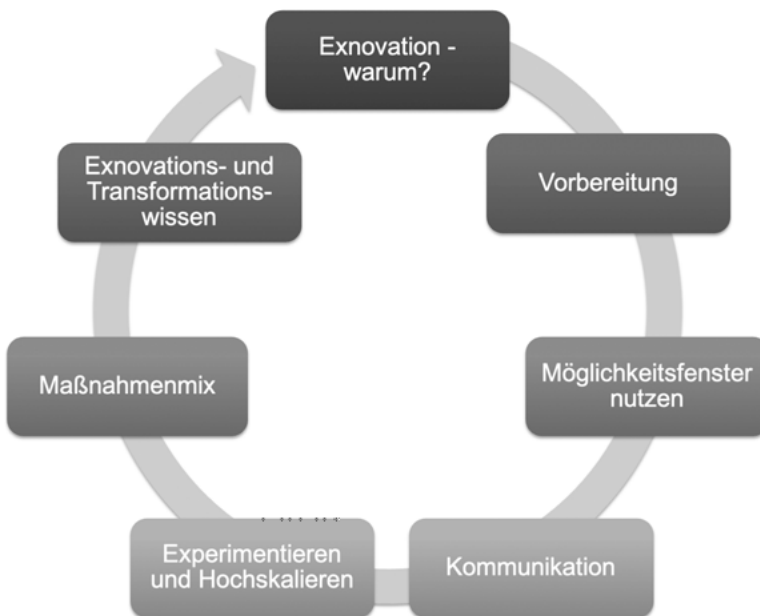 Exnovation -
warum?
Vorbereitung
Möglichkeitsfenster
nutzen
Kommunikation
Experimentieren
und Hochskalieren
Maßnahmenmix
Exnovations- und
Transformations-
wissen